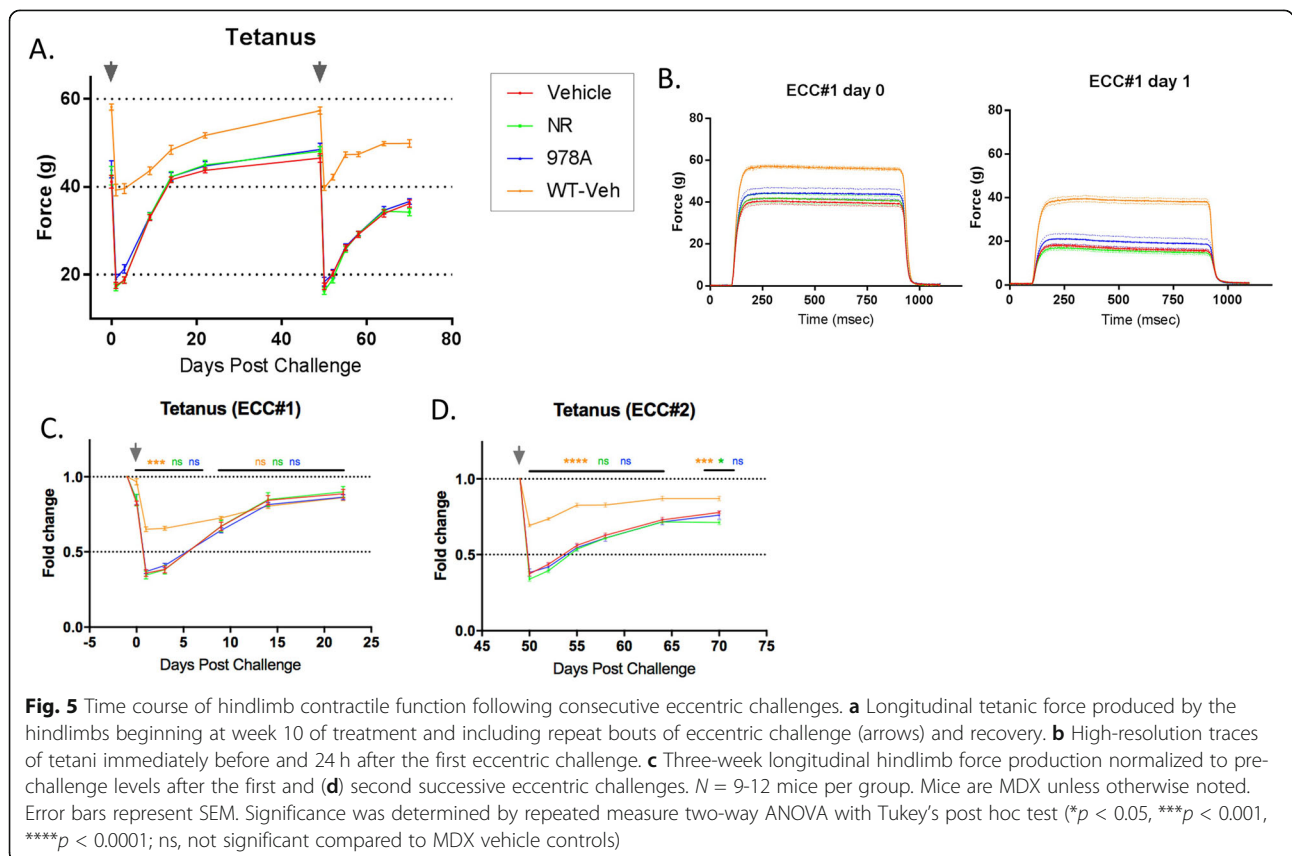 A.
Tetanus
60
40
20
Force (g)
0 20 40 60 80
Days Post Challenge
Vehicle
NR
978A
WT-Veh
B.
ECC#1 day 0
80
60
40
20
0
Force (g)
0 250 500 750 1000
Time (msec)
ECC#1 day 1
80
60
40
20
0
Force (g)
0 250 500 750 1000
Time (msec)
C.
Tetanus (ECC#1)
*** ns ns
ns ns ns
1.0
0.5
0.0
Fold change
-5 0 5 10 15 20 25
Days Post Challenge
D.
Tetanus (ECC#2)
**** ns ns
*** * ns
1.0
0.5
0.0
Fold change
45 50 55 60 65 70 75
Days Post Challenge
Fig. 5 Time course of hindlimb contractile function following consecutive eccentric challenges. a Longitudinal tetanic force produced by the
hindlimbs beginning at week 10 of treatment and including repeat bouts of eccentric challenge (arrows) and recovery. b High-resolution traces
of tetani immediately before and 24 h after the first eccentric challenge. c Three-week longitudinal hindlimb force production normalized to pre-
challenge levels after the first and (d) second successive eccentric challenges. N = 9-12 mice per group. Mice are MDX unless otherwise noted.
Error bars represent SEM. Significance was determined by repeated measure two-way ANOVA with Tukey's post hoc test (*p < 0.05, ***p < 0.001,
****p < 0.0001; ns, not significant compared to MDX vehicle controls)